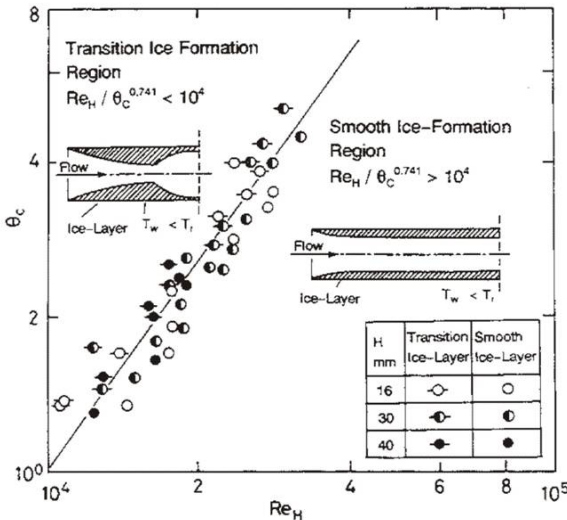 8
Transition Ice Formation
Region
Re_H / θ_C^0.741 < 10^4
Flow
Ice-Layer T_w < T_f
Smooth Ice-Formation
Region
Re_H / θ_C^0.741 > 10^4
Flow
Ice-Layer
T_w < T_f
4
θ_c
2
10^0
H
mm
Transition
Ice-Layer
Smooth
Ice-Layer
16
30
40
10^4 2 4 6 8 10^5
Re_H